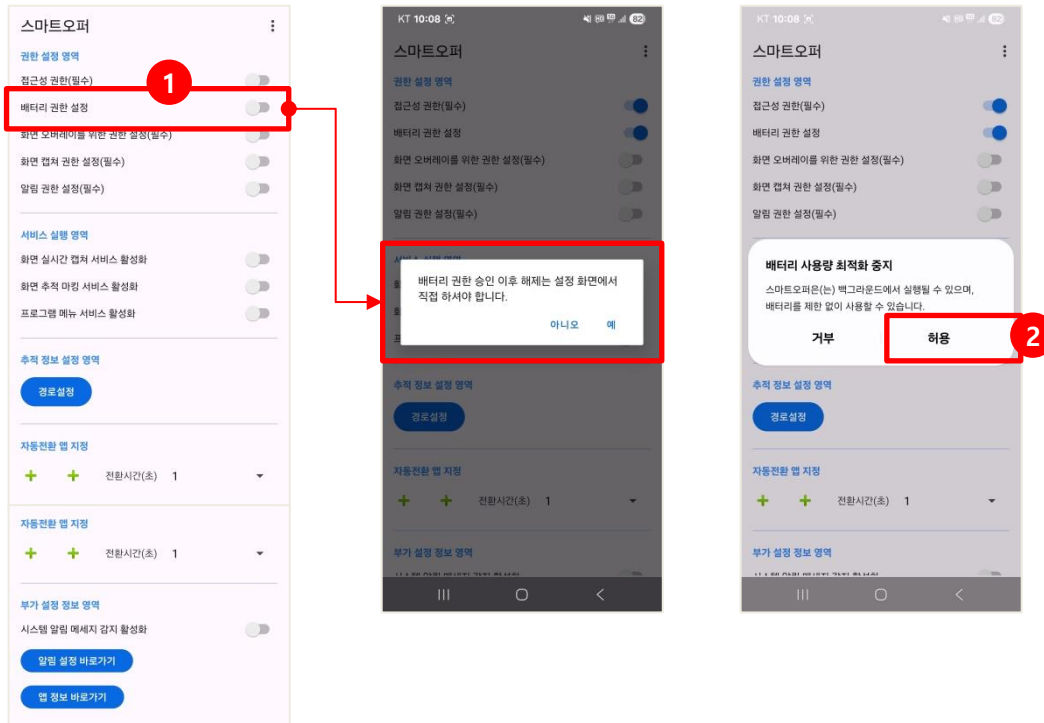 스마트오퍼
권한 설정 영역
접근성 권한(필수)
1
배터리 권한 설정
화면 오버레이를 위한 권한 설정(필수)
화면 캡쳐 권한 설정(필수)
알림 권한 설정(필수)
서비스 실행 영역
화면 실시간 캡쳐 서비스 활성화
화면 추적 마킹 서비스 활성화
프로그램 메뉴 서비스 활성화
추적 정보 설정 영역
경로설정
자동전환 앱 지정
전환시간(초) 1
자동전환 앱 지정
전환시간(초) 1
부가 설정 정보 영역
시스템 알림 메세지 감지 활성화
알림 설정 바로가기
앱 정보 바로가기
KT 10:08 82
스마트오퍼
권한 설정 영역
접근성 권한(필수)
배터리 권한 설정
화면 오버레이를 위한 권한 설정(필수)
화면 캡쳐 권한 설정(필수)
알림 권한 설정(필수)
배터리 권한 승인 이후 해제는 설정 화면에서
직접 하셔야 합니다.
아니오 예
추적 정보 설정 영역
경로설정
자동전환 앱 지정
전환시간(초) 1
부가 설정 정보 영역
KT 10:08 82
스마트오퍼
권한 설정 영역
접근성 권한(필수)
배터리 권한 설정
화면 오버레이를 위한 권한 설정(필수)
화면 캡쳐 권한 설정(필수)
알림 권한 설정(필수)
배터리 사용량 최적화 중지
스마트오퍼은(는) 백그라운드에서 실행될 수 있으며,
배터리를 제한 없이 사용할 수 있습니다.
거부 허용
2
추적 정보 설정 영역
경로설정
자동전환 앱 지정
전환시간(초) 1
부가 설정 정보 영역